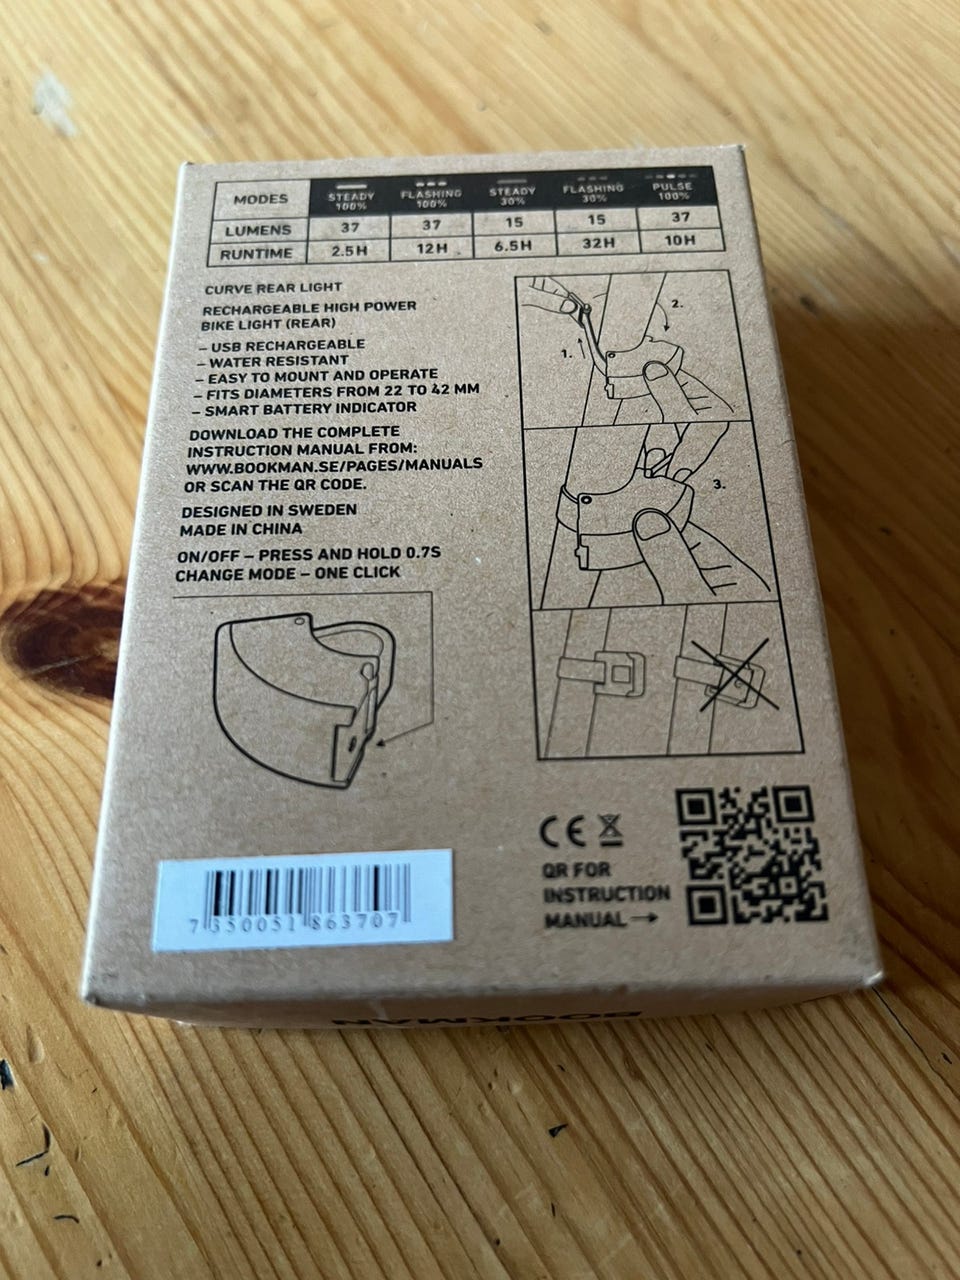 MODES STEADY 100% FLASHING 100% STEADY 30% FLASHING 30% PULSE 100%
LUMENS 37 37 15 15 37
RUNTIME 2.5H 12H 6.5H 32H 10H
CURVE REAR LIGHT
RECHARGEABLE HIGH POWER
BIKE LIGHT (REAR)
– USB RECHARGEABLE
– WATER RESISTANT
– EASY TO MOUNT AND OPERATE
– FITS DIAMETERS FROM 22 TO 42 MM
– SMART BATTERY INDICATOR
DOWNLOAD THE COMPLETE
INSTRUCTION MANUAL FROM:
WWW.BOOKMAN.SE/PAGES/MANUALS
OR SCAN THE QR CODE.
DESIGNED IN SWEDEN
MADE IN CHINA
ON/OFF – PRESS AND HOLD 0.7S
CHANGE MODE – ONE CLICK
1.
2.
3.
CE
QR FOR
INSTRUCTION
MANUAL →
7 350051 863707
BOOKMAN